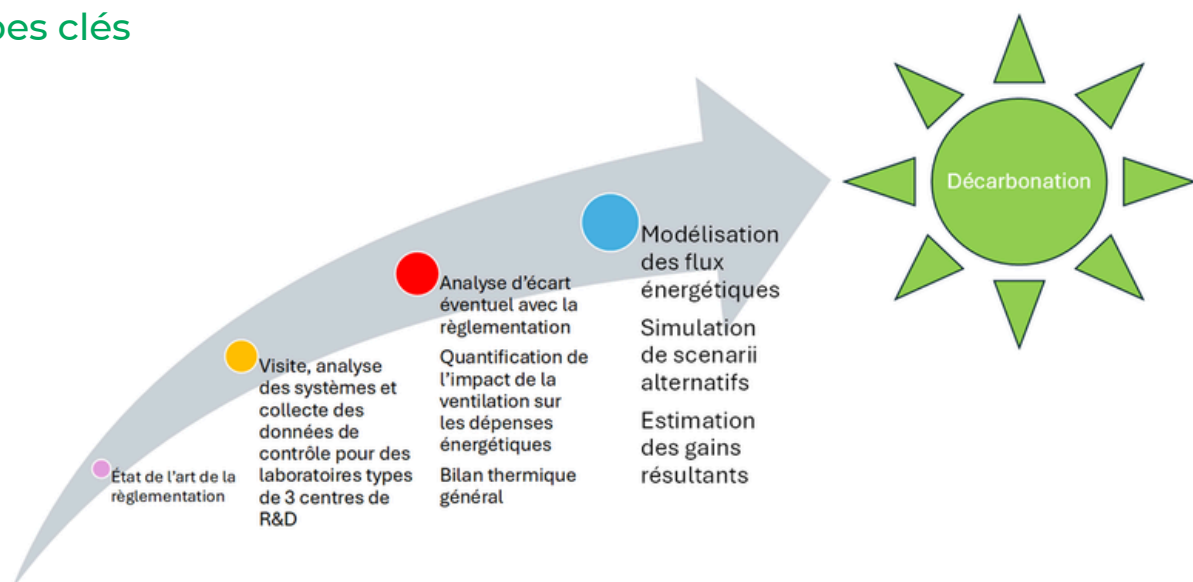 pes clés
Décarbonation
État de l'art de la
règlementation
Visite, analyse
des systèmes et
collecte des
données de
contrôle pour des
laboratoires types
de 3 centres de
R&D
Analyse d'écart
éventuel avec la
règlementation
Quantification de
l'impact de la
ventilation sur
les dépenses
énergétiques
Bilan thermique
général
Modélisation
des flux
énergétiques
Simulation
de scenarii
alternatifs
Estimation
des gains
résultants